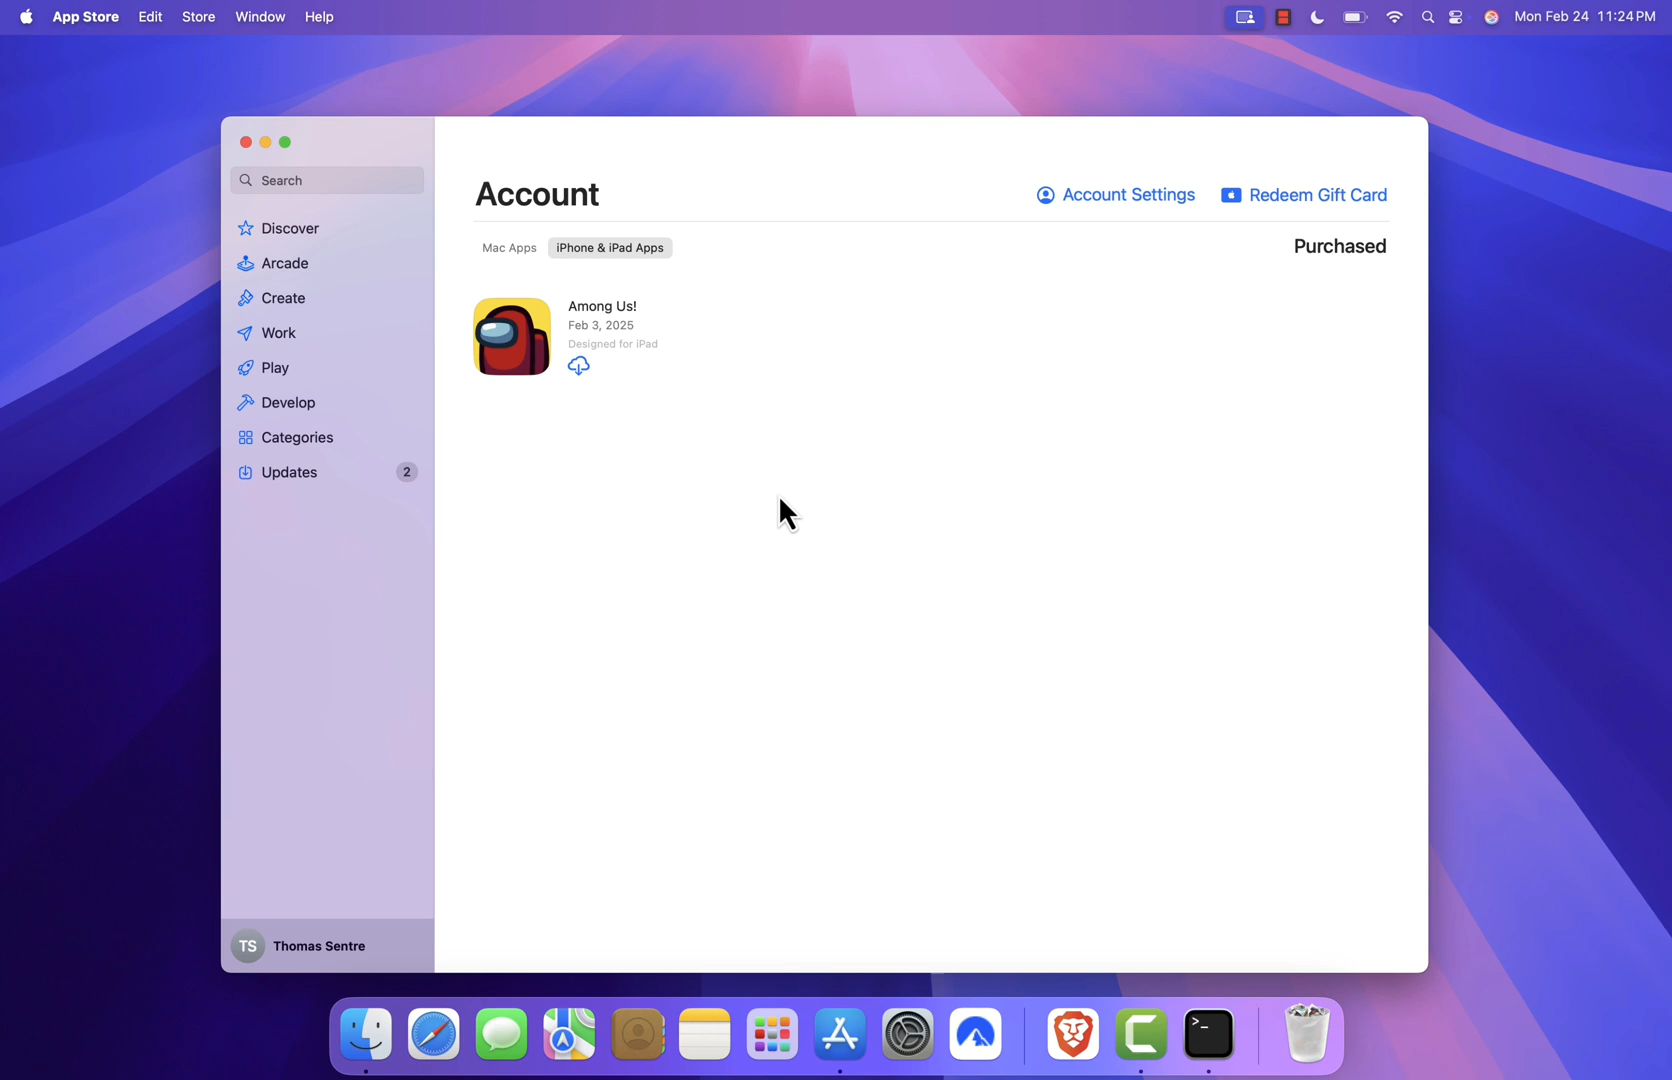 App Store Edit Store Window Help Mon Feb 24 11:24 PM
Search
Discover
Arcade
Create
Work
Play
Develop
Categories
Updates 2
TS Thomas Sentre
Account Account Settings Redeem Gift Card
Mac Apps iPhone & iPad Apps Purchased
Among Us!
Feb 3, 2025
Designed for iPad
>_